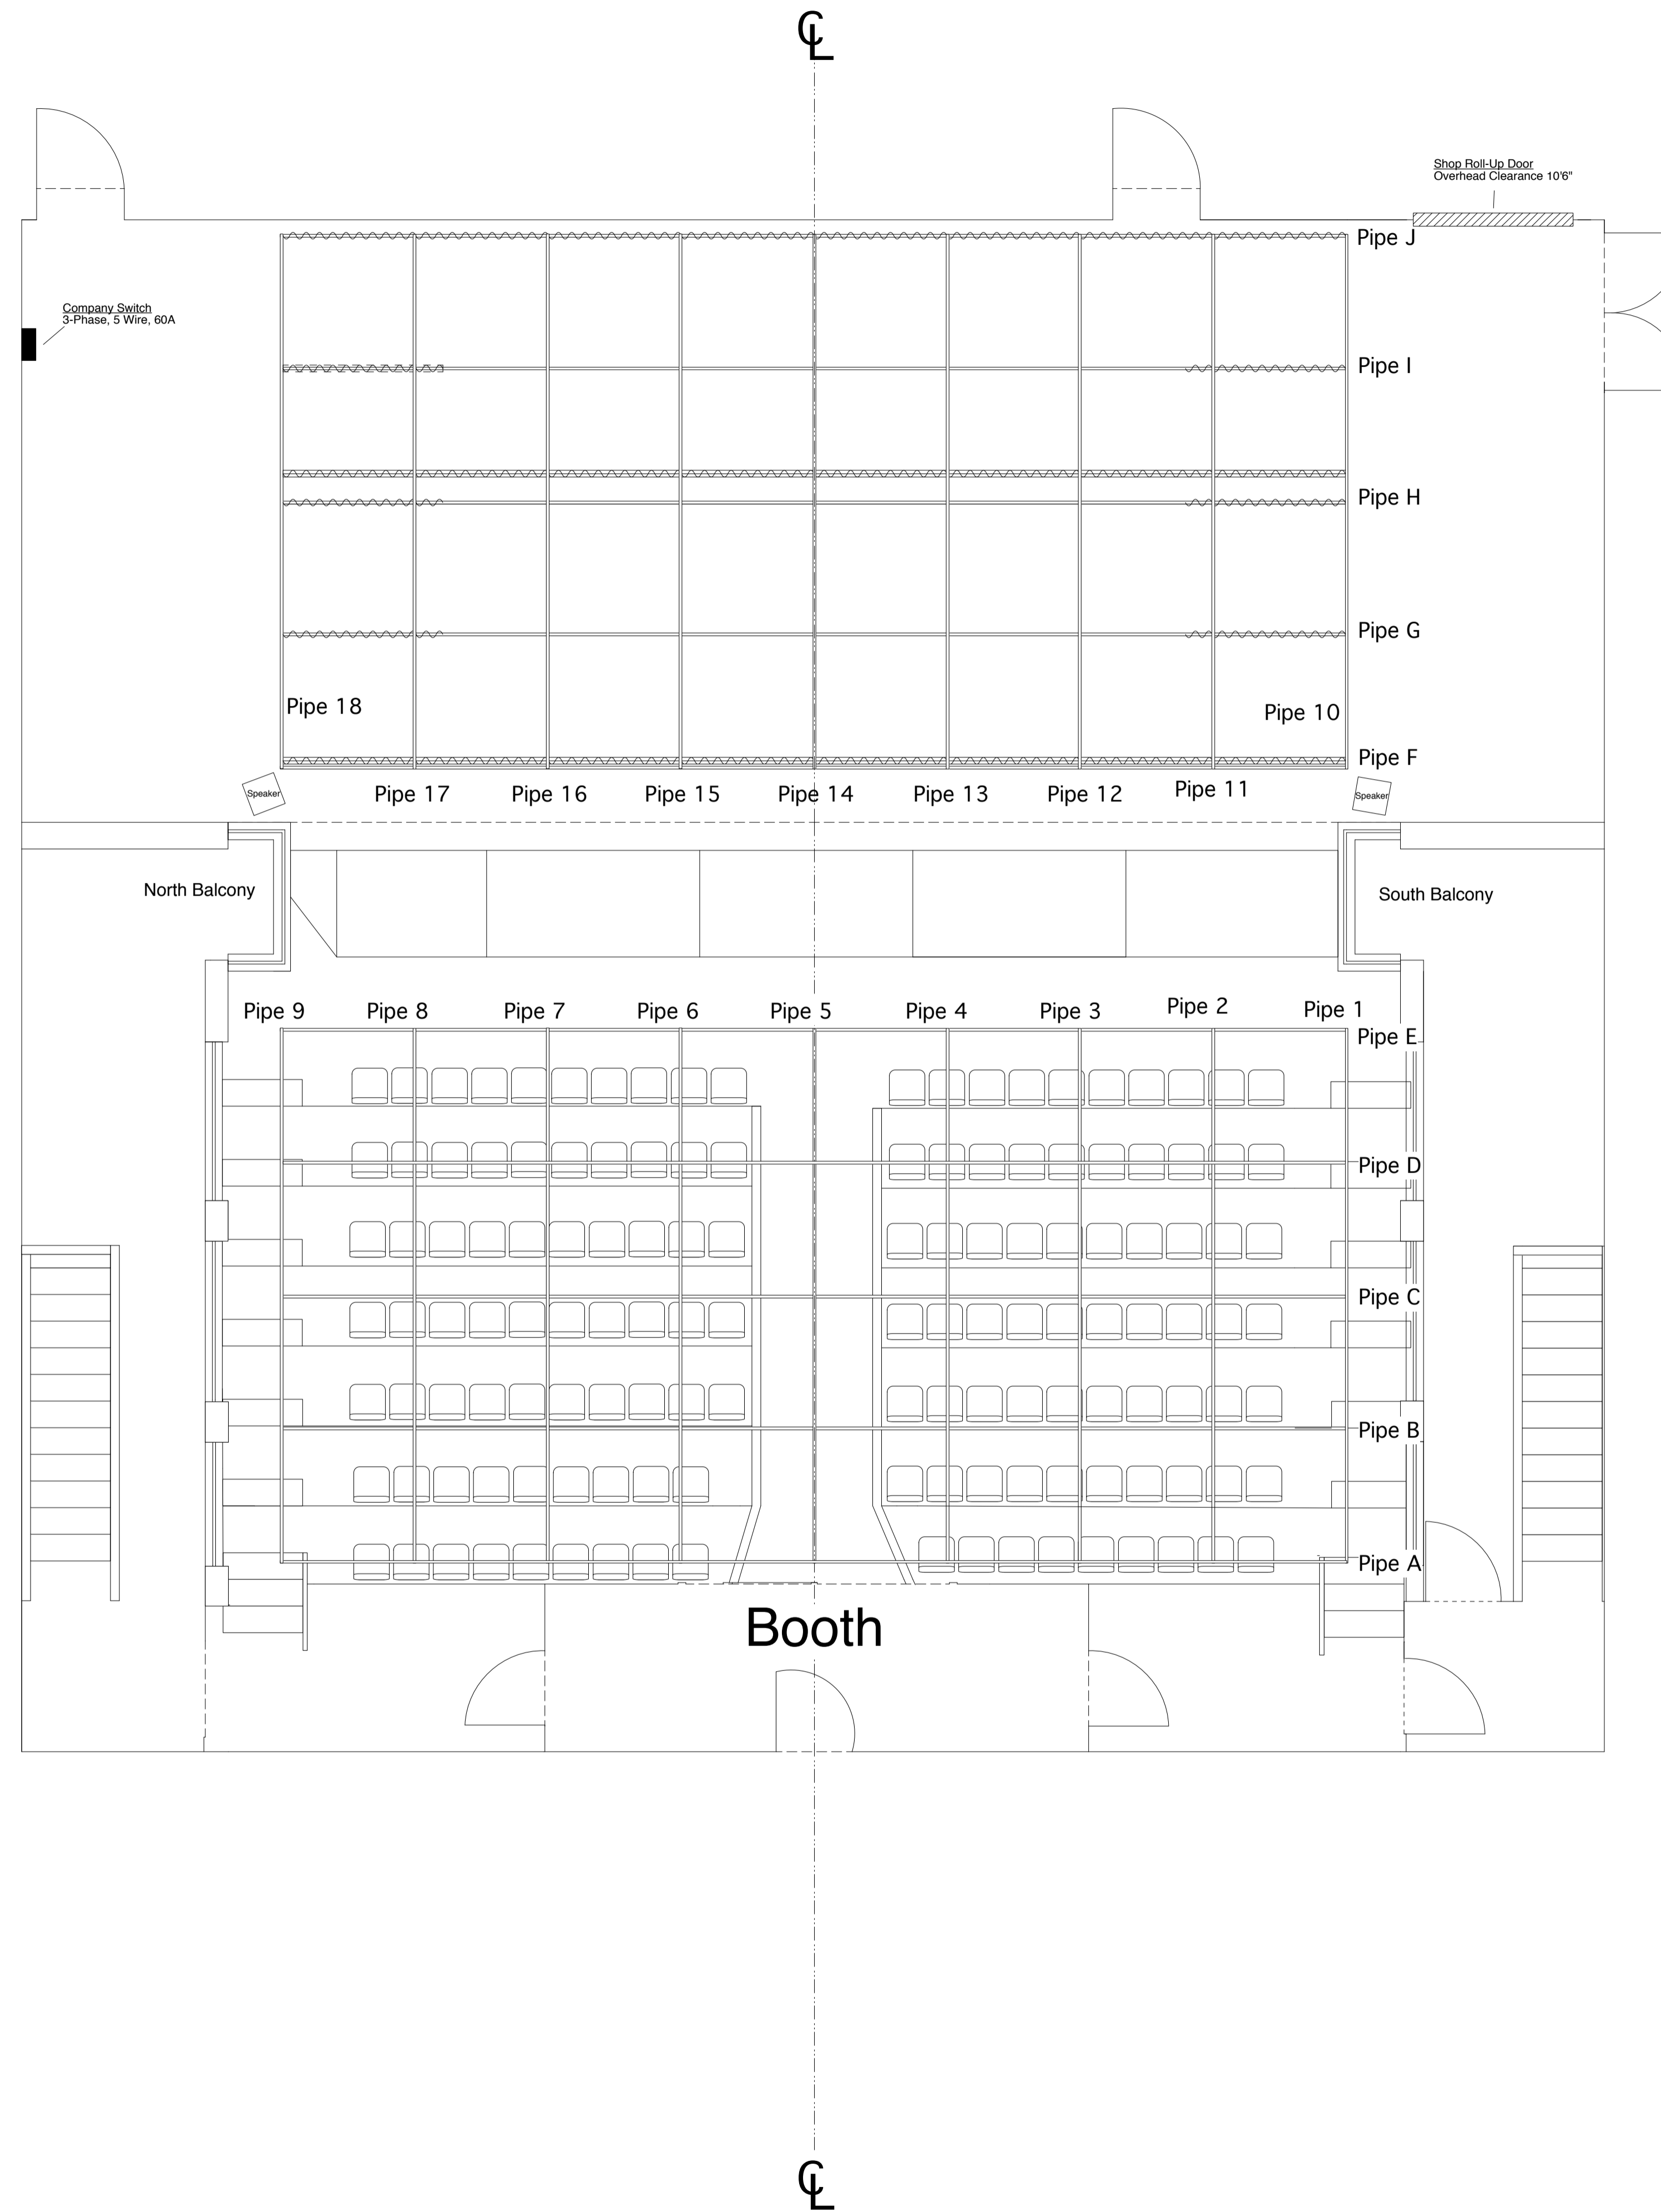 ℄
Shop Roll-Up Door
Overhead Clearance 10'6"
Pipe J
Company Switch
3-Phase, 5 Wire, 60A
Pipe I
Pipe H
Pipe G
Pipe 18
Pipe 10
Pipe F
Speaker
Speaker
Pipe 17
Pipe 16
Pipe 15
Pipe 14
Pipe 13
Pipe 12
Pipe 11
North Balcony
South Balcony
Pipe 9
Pipe 8
Pipe 7
Pipe 6
Pipe 5
Pipe 4
Pipe 3
Pipe 2
Pipe 1
Pipe E
Pipe D
Pipe C
Pipe B
Pipe A
Booth
℄